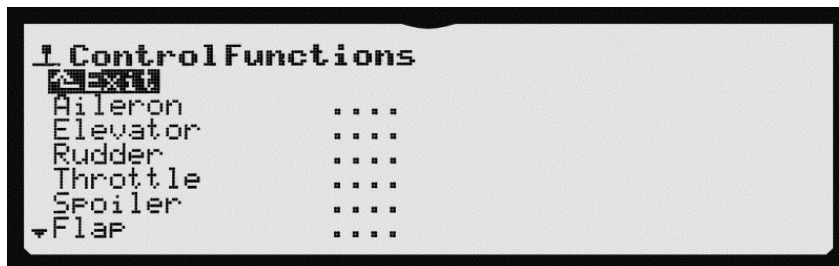 Control Functions
Exit
Aileron ....
Elevator ....
Rudder ....
Throttle ....
Spoiler ....
Flap ....